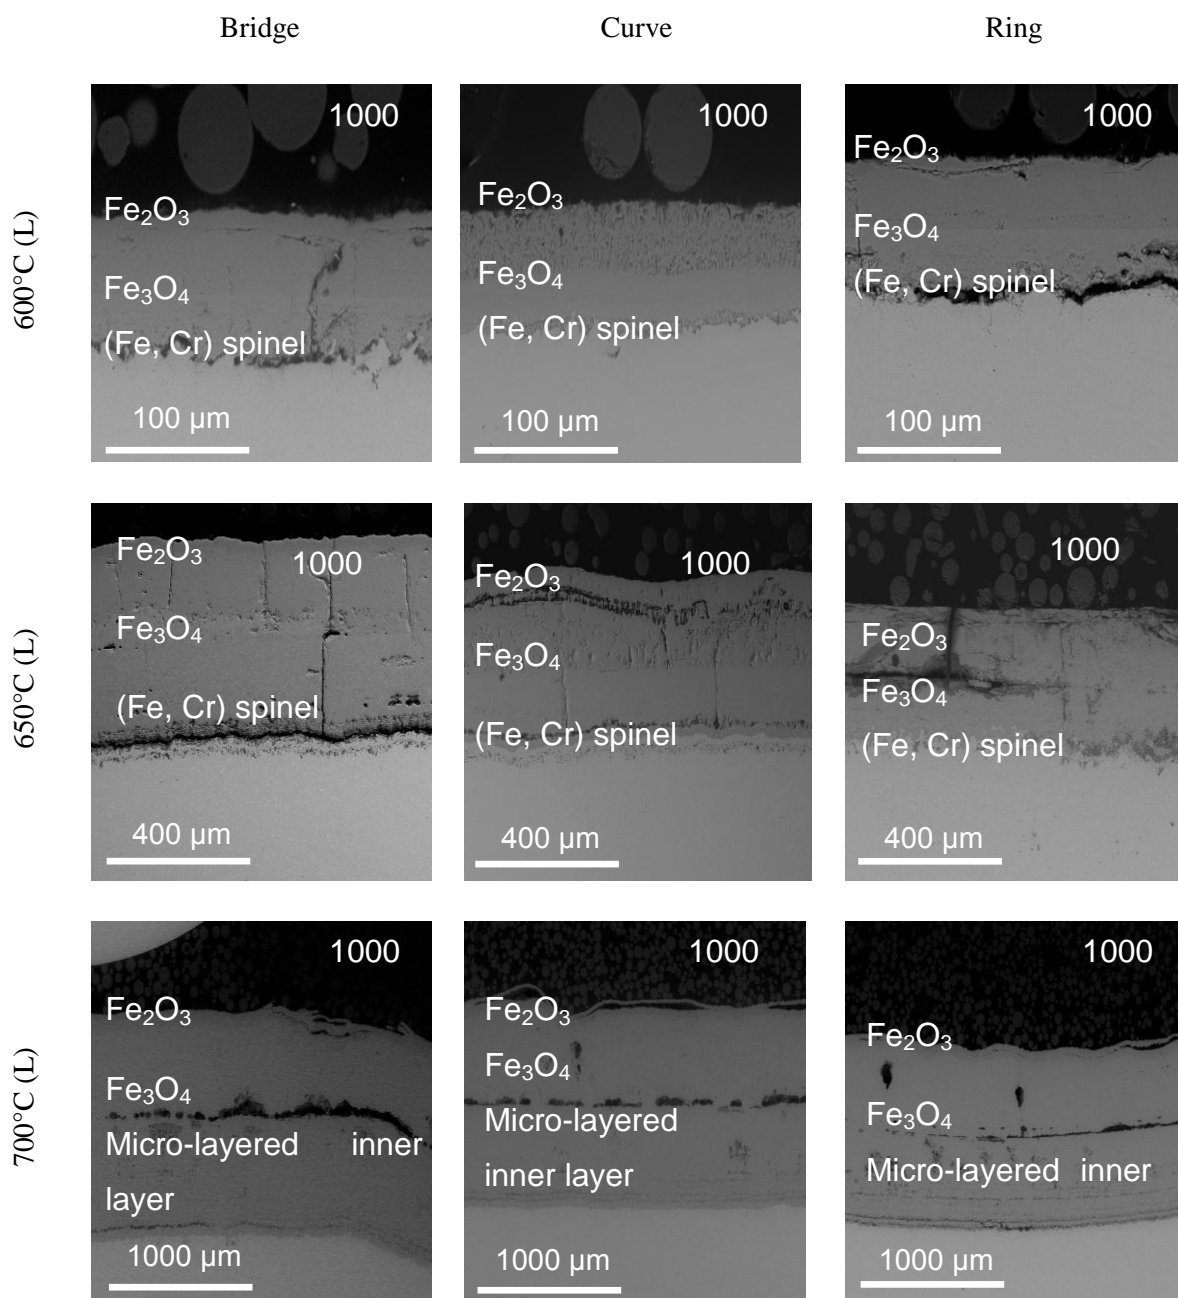 Bridge Curve Ring
600°C (L)
1000
Fe₂O₃
Fe₃O₄
(Fe, Cr) spinel
100 µm
1000
Fe₂O₃
Fe₃O₄
(Fe, Cr) spinel
100 µm
1000
Fe₂O₃
Fe₃O₄
(Fe, Cr) spinel
100 µm
650°C (L)
Fe₂O₃
1000
Fe₃O₄
(Fe, Cr) spinel
400 µm
1000
Fe₂O₃
Fe₃O₄
(Fe, Cr) spinel
400 µm
1000
Fe₂O₃
Fe₃O₄
(Fe, Cr) spinel
400 µm
700°C (L)
1000
Fe₂O₃
Fe₃O₄
Micro-layered inner
layer
1000 µm
1000
Fe₂O₃
Fe₃O₄
Micro-layered
inner layer
1000 µm
1000
Fe₂O₃
Fe₃O₄
Micro-layered inner
1000 µm